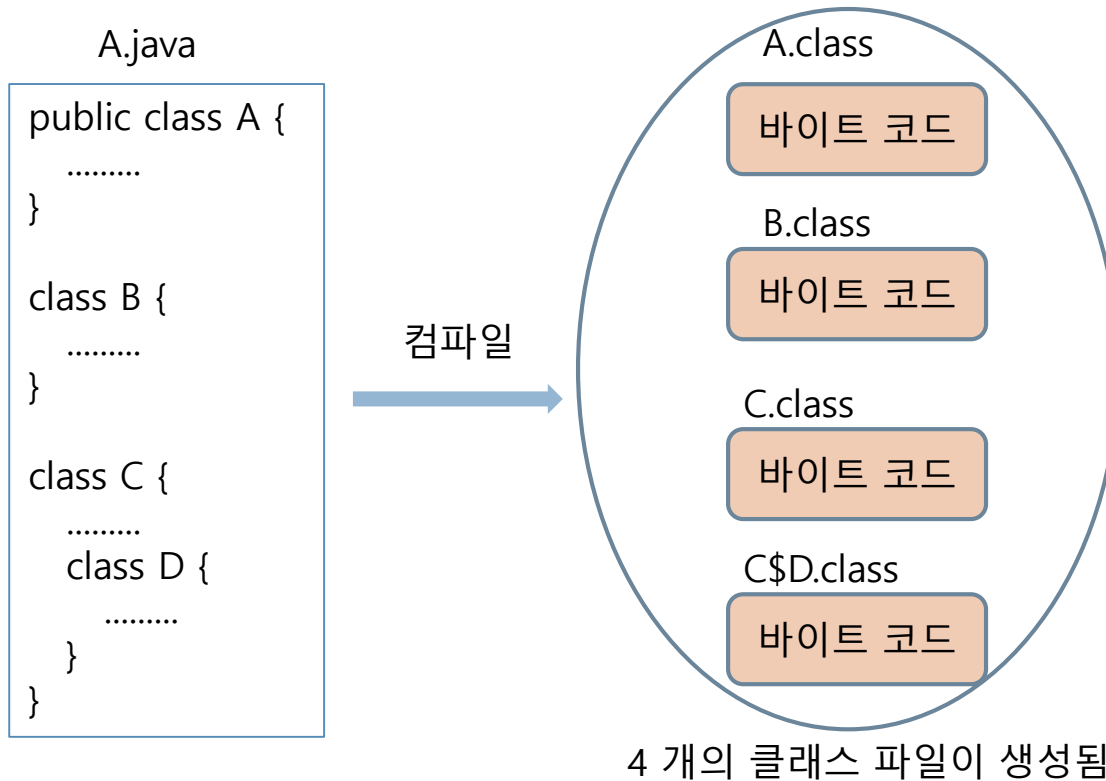 A.java
public class A {
.........
}
class B {
.........
}
class C {
.........
class D {
.........
}
}
컴파일
A.class
바이트 코드
B.class
바이트 코드
C.class
바이트 코드
C$D.class
바이트 코드
4 개의 클래스 파일이 생성됨